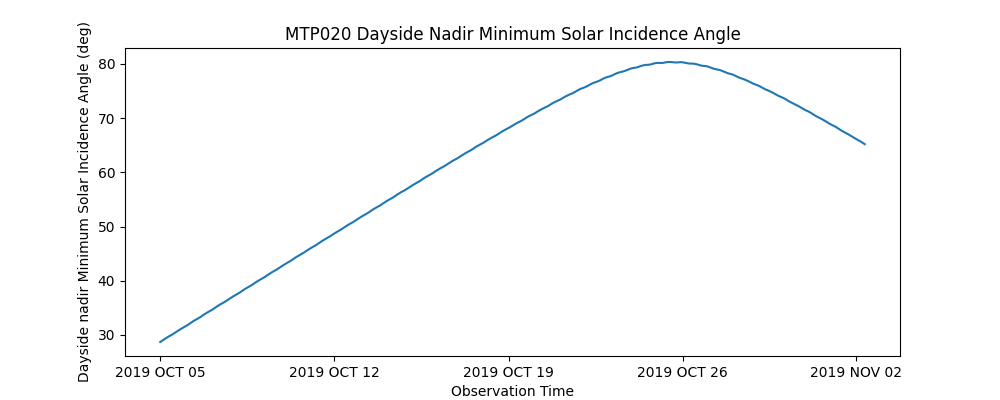 MTP020 Dayside Nadir Minimum Solar Incidence Angle
Dayside nadir Minimum Solar Incidence Angle (deg)
80
70
60
50
40
30
2019 OCT 05
2019 OCT 12
2019 OCT 19
2019 OCT 26
2019 NOV 02
Observation Time